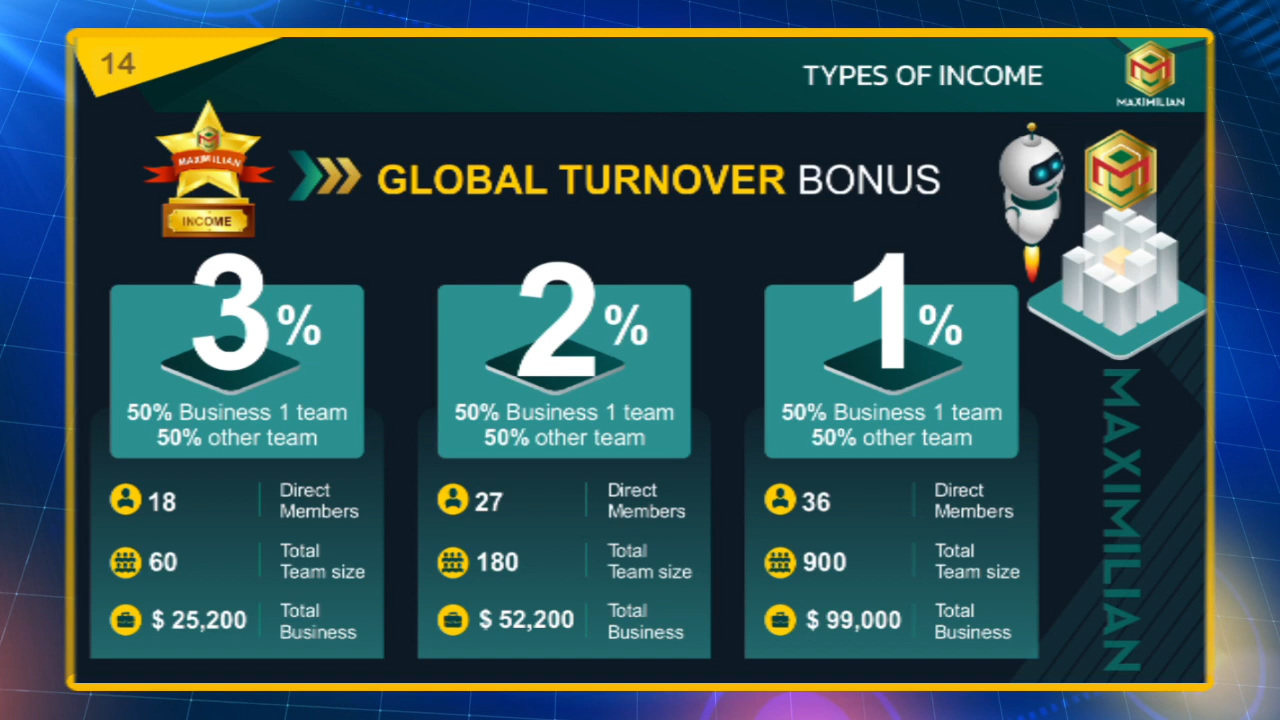 14
TYPES OF INCOME
MAXIMILIAN
MAXIMILIAN
INCOME
GLOBAL TURNOVER BONUS
3%
50% Business 1 team
50% other team
18
Direct
Members
60
Total
Team size
$ 25,200
Total
Business
2%
50% Business 1 team
50% other team
27
Direct
Members
180
Total
Team size
$ 52,200
Total
Business
1%
50% Business 1 team
50% other team
36
Direct
Members
900
Total
Team size
$ 99,000
Total
Business
MAXIMILIAN